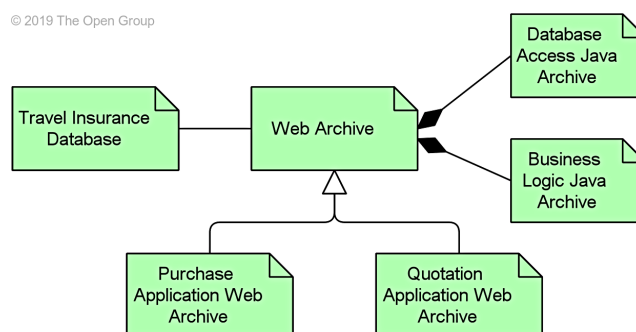 © 2019 The Open Group
Database
Access Java
Archive
Travel Insurance
Database
Web Archive
Business
Logic Java
Archive
Purchase
Application Web
Archive
Quotation
Application Web
Archive